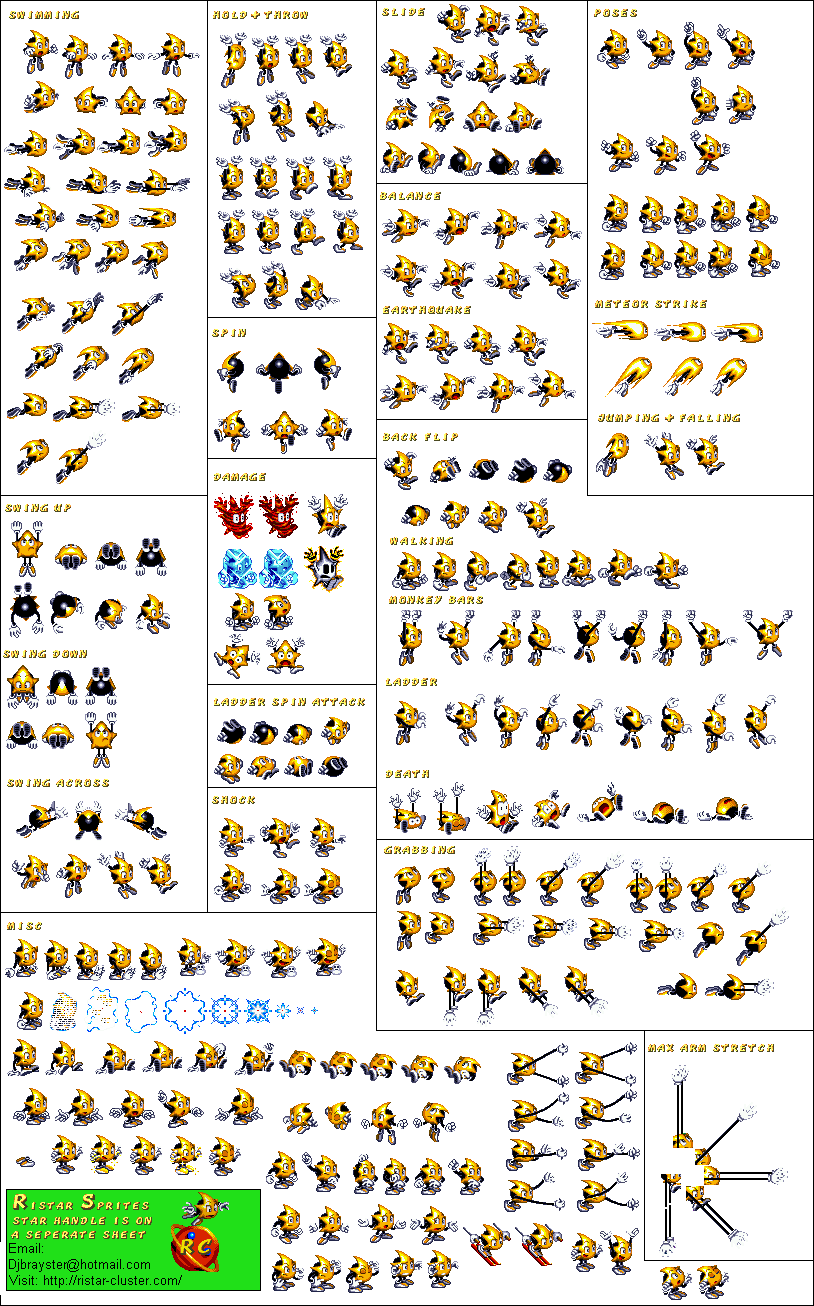 SWIMMING
HOLD + THROW
SLIDE
POSES
BALANCE
EARTHQUAKE
METEOR STRIKE
SPIN
JUMPING + FALLING
BACK FLIP
DAMAGE
SWING UP
WALKING
MONKEY BARS
SWING DOWN
LADDER
LADDER SPIN ATTACK
DEATH
SWING ACROSS
SHOCK
GRABBING
MISC
MAX ARM STRETCH
RISTAR SPRITES
STAR HANDLE IS ON
A SEPERATE SHEET
RC
Email:
Djbrayster@hotmail.com
Visit: http://ristar-cluster.com/